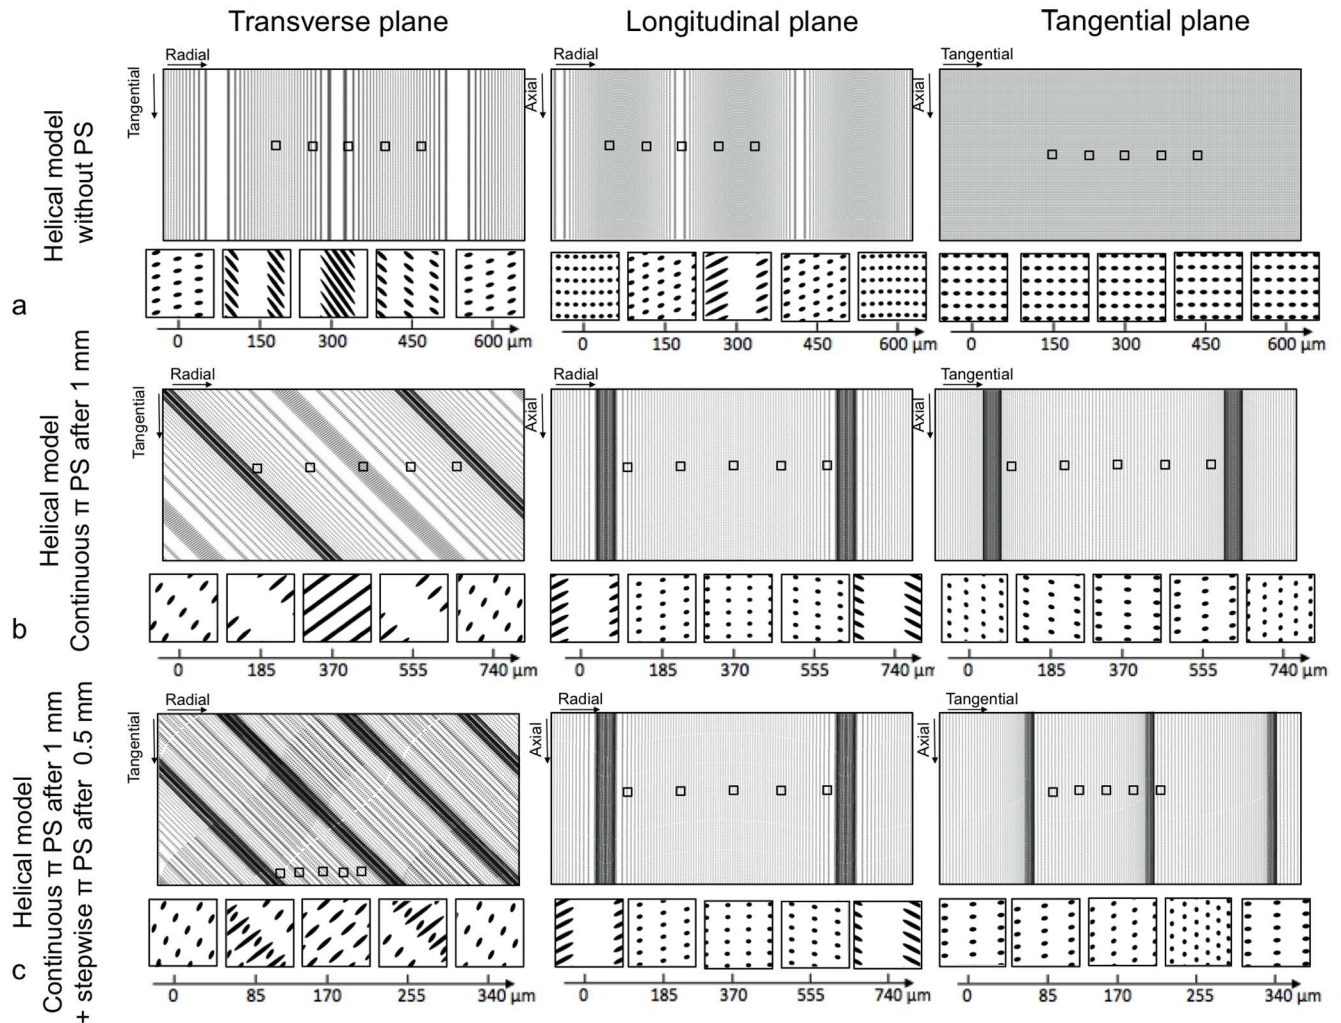 Transverse plane
Longitudinal plane
Tangential plane
Helical model
without PS
a
Radial
Tangential
Radial
Axial
Tangential
Axial
0 150 300 450 600 µm
0 150 300 450 600 µm
0 150 300 450 600 µm
Helical model
Continuous π PS after 1 mm
b
Radial
Tangential
Radial
Axial
Tangential
Axial
0 185 370 555 740 µm
0 185 370 555 740 µm
0 185 370 555 740 µm
Helical model
Continuous π PS after 1 mm
+ stepwise π PS after 0.5 mm
c
Radial
Tangential
Radial
Axial
Tangential
Axial
0 85 170 255 340 µm
0 185 370 555 740 µm
0 85 170 255 340 µm